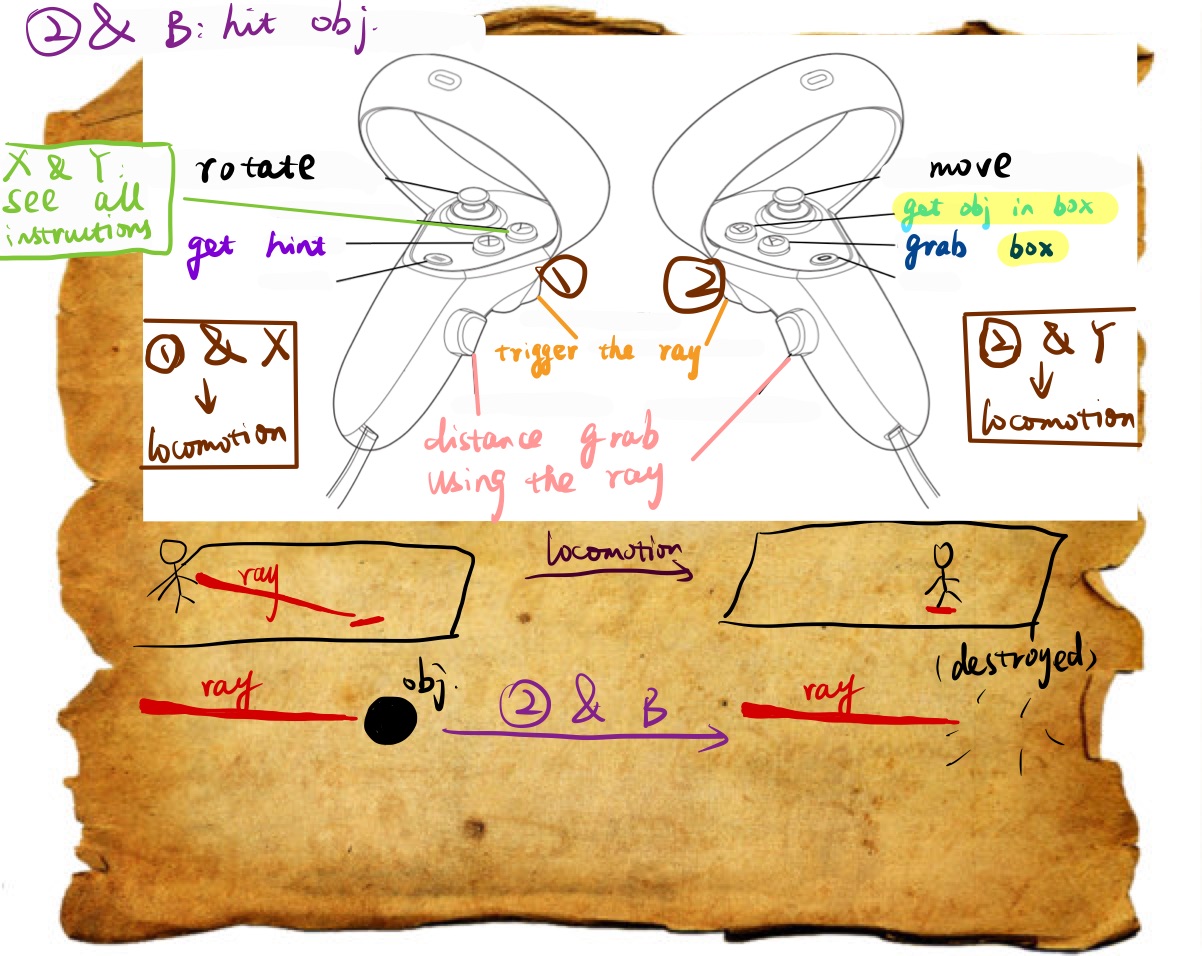 ② & B: hit obj.
X & Y:
see all
instructions
rotate
get hint
move
get obj in box
grab box
①
②
trigger the ray
① & X
↓
locomotion
② & Y
↓
locomotion
distance grab
using the ray
ray
locomotion
ray
obj.
② & B
ray
(destroyed)